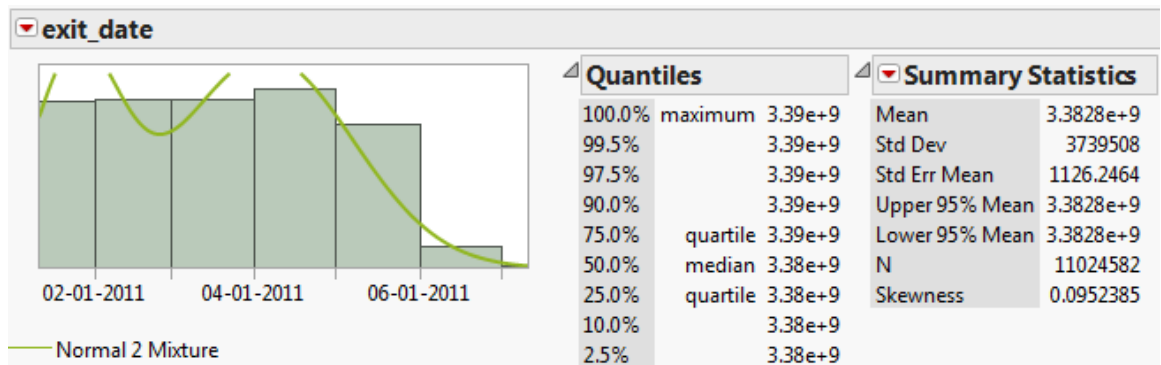 exit_date
02-01-2011 04-01-2011 06-01-2011
Normal 2 Mixture
Quantiles
100.0% maximum 3.39e+9
99.5% 3.39e+9
97.5% 3.39e+9
90.0% 3.39e+9
75.0% quartile 3.39e+9
50.0% median 3.38e+9
25.0% quartile 3.38e+9
10.0% 3.38e+9
2.5% 3.38e+9
Summary Statistics
Mean 3.3828e+9
Std Dev 3739508
Std Err Mean 1126.2464
Upper 95% Mean 3.3828e+9
Lower 95% Mean 3.3828e+9
N 11024582
Skewness 0.0952385